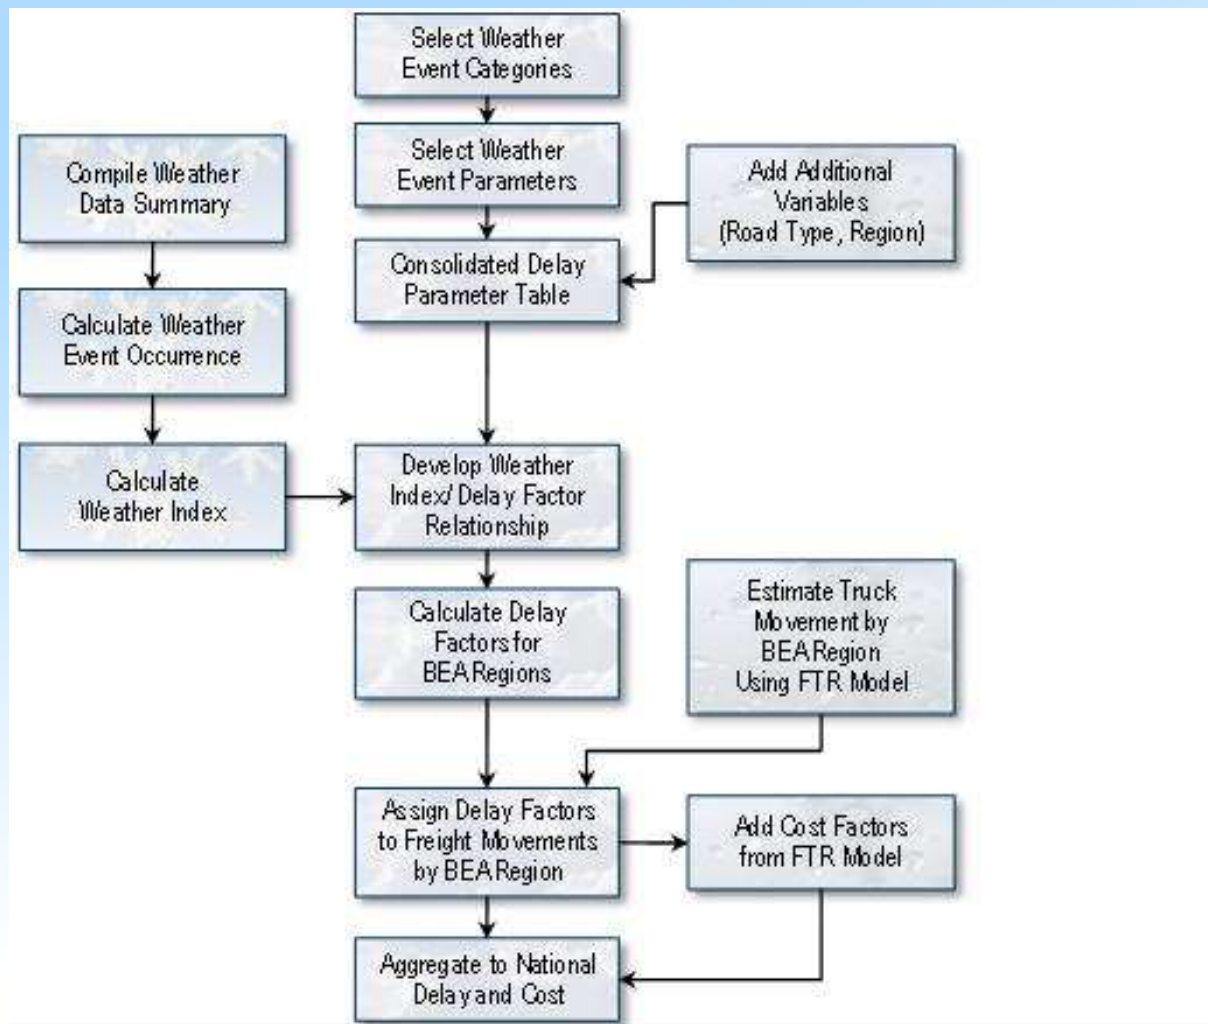 Select Weather
Event Categories
Select Weather
Event Parameters
Compile Weather
Data Summary
Add Additional
Variables
(Road Type, Region)
Consolidated Delay
Parameter Table
Calculate Weather
Event Occurrence
Calculate
Weather Index
Develop Weather
Index/ Delay Factor
Relationship
Calculate Delay
Factors for
BEA Regions
Estimate Truck
Movement by
BEA Region
Using FTR Model
Assign Delay Factors
to Freight Movements
by BEA Region
Add Cost Factors
from FTR Model
Aggregate to National
Delay and Cost